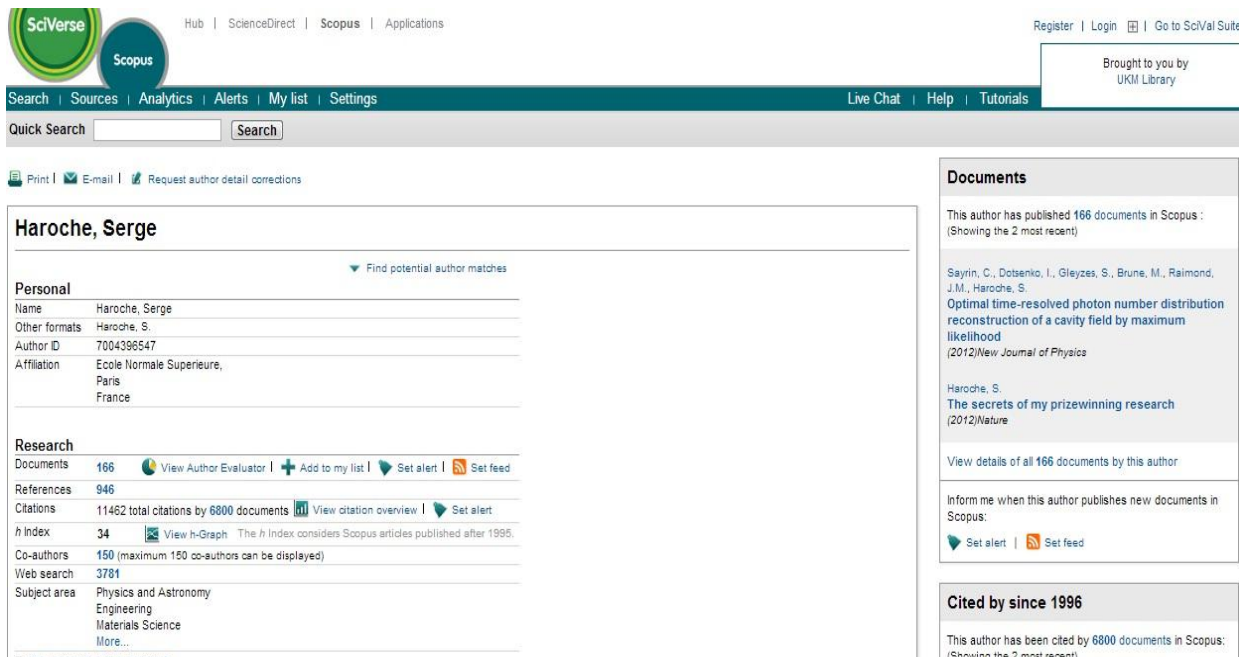 SciVerse
Scopus
Hub | ScienceDirect | Scopus | Applications
Register | Login | Go to SciVal Suite
Brought to you by
UKM Library
Search | Sources | Analytics | Alerts | My list | Settings
Live Chat | Help | Tutorials
Quick Search Search
Print | E-mail | Request author detail corrections
Haroche, Serge
Find potential author matches
Personal
Name Haroche, Serge
Other formats Haroche, S.
Author ID 7004396547
Affiliation Ecole Normale Superieure,
Paris
France
Research
Documents 166 View Author Evaluator | Add to my list | Set alert | Set feed
References 946
Citations 11462 total citations by 6800 documents View citation overview | Set alert
h Index 34 View h-Graph The h Index considers Scopus articles published after 1995.
Co-authors 150 (maximum 150 co-authors can be displayed)
Web search 3781
Subject area Physics and Astronomy
Engineering
Materials Science
More...
Documents
This author has published 166 documents in Scopus :
(Showing the 2 most recent)
Sayrin, C., Dotsenko, I., Gleyzes, S., Brune, M., Raimond,
J.M., Haroche, S.
Optimal time-resolved photon number distribution
reconstruction of a cavity field by maximum
likelihood
(2012)New Journal of Physics
Haroche, S.
The secrets of my prizewinning research
(2012)Nature
View details of all 166 documents by this author
Inform me when this author publishes new documents in
Scopus:
Set alert | Set feed
Cited by since 1996
This author has been cited by 6800 documents in Scopus:
(Showing the 2 most recent)